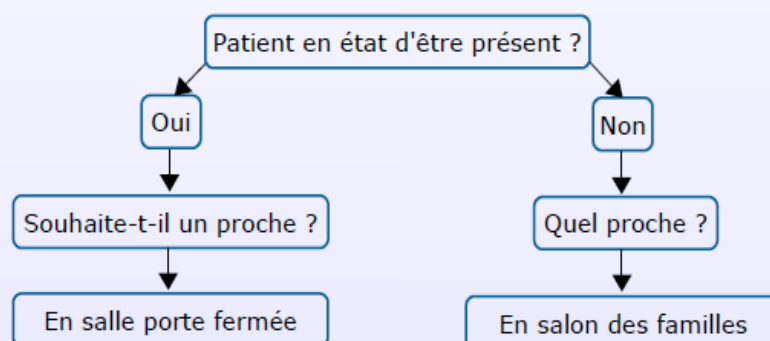 Patient en état d'être présent ?
Oui
Non
Souhaite-t-il un proche ?
Quel proche ?
En salle porte fermée
En salon des familles